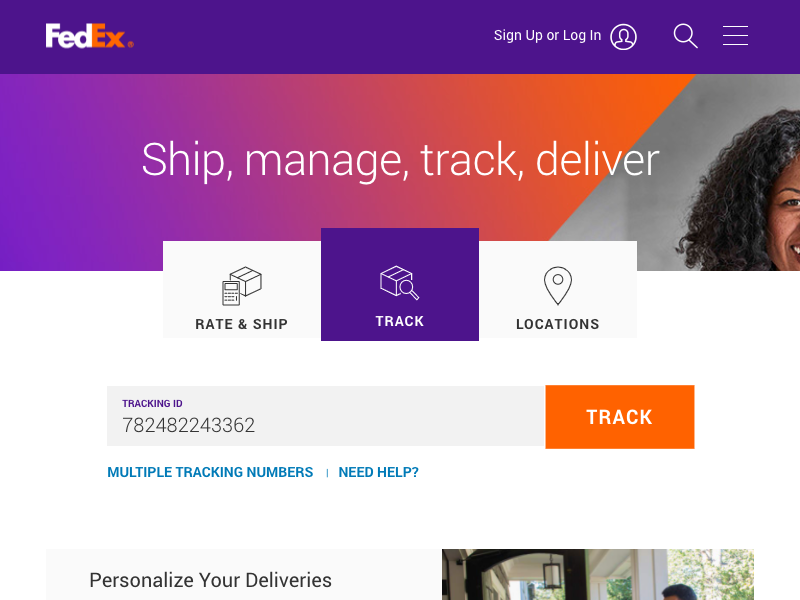 FedEx®
Sign Up or Log In
Ship, manage, track, deliver
RATE & SHIP
TRACK
LOCATIONS
TRACKING ID
782482243362
TRACK
MULTIPLE TRACKING NUMBERS | NEED HELP?
Personalize Your Deliveries